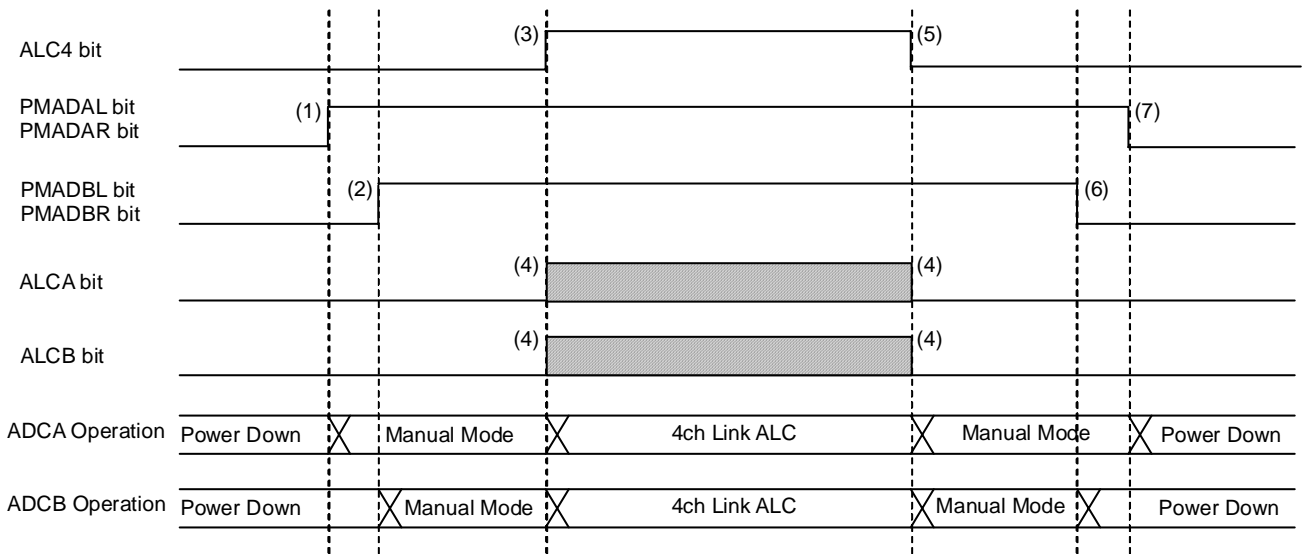 ALC4 bit
(3)
(5)
PMADAL bit
PMADAR bit
(1)
(7)
PMADBL bit
PMADBR bit
(2)
(6)
ALCA bit
(4)
(4)
ALCB bit
(4)
(4)
ADCA Operation
Power Down
Manual Mode
4ch Link ALC
Manual Mode
Power Down
ADCB Operation
Power Down
Manual Mode
4ch Link ALC
Manual Mode
Power Down